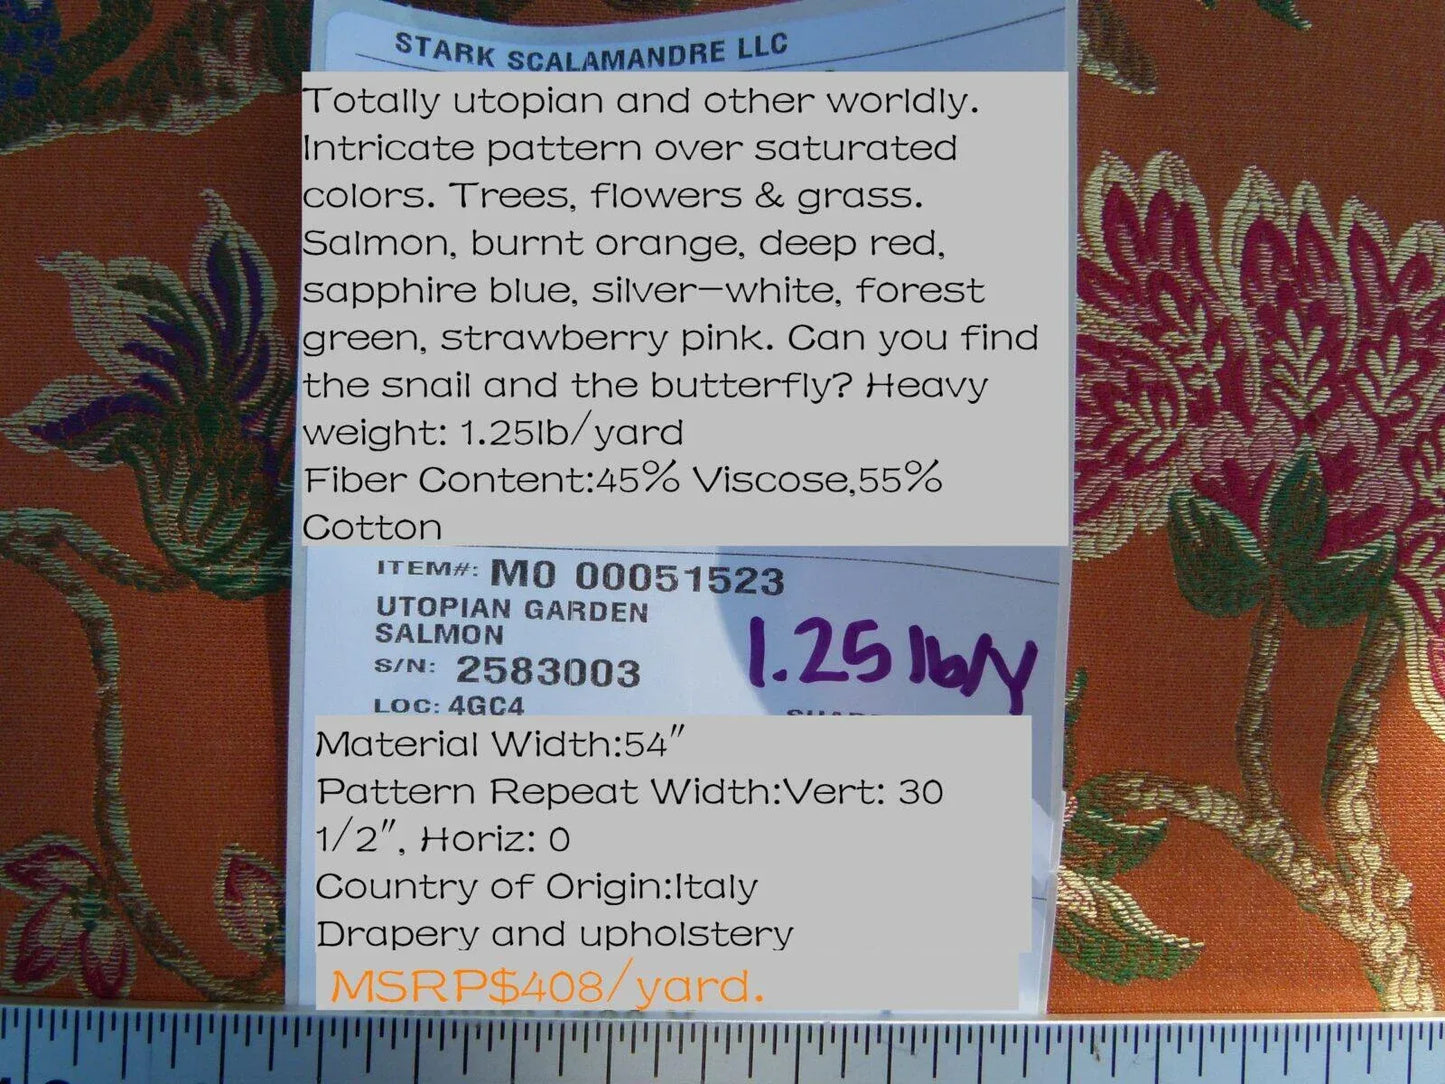 STARK SCALAMANDRE LLC
Totally utopian and other worldly.
Intricate pattern over saturated
colors. Trees, flowers & grass.
Salmon, burnt orange, deep red,
sapphire blue, silver-white, forest
green, strawberry pink. Can you find
the snail and the butterfly? Heavy
weight: 1.25lb/yard
Fiber Content:45% Viscose,55%
Cotton
ITEM#: M0 00051523
UTOPIAN GARDEN
SALMON
S/N: 2583003
1.25 lb/y
LOC: 4GC4
Material Width:54"
Pattern Repeat Width:Vert: 30
1/2", Horiz: 0
Country of Origin:Italy
Drapery and upholstery
MSRP$408/yard.